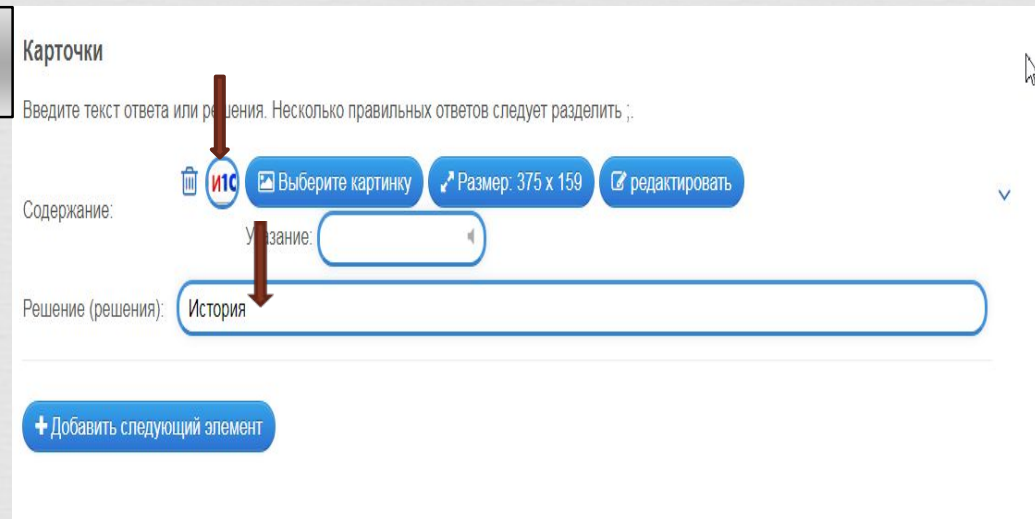 Карточки
Введите текст ответа или решения. Несколько правильных ответов следует разделить ;.
И1С Выберите картинку Размер: 375 x 159 редактировать
Содержание:
Указание:
Решение (решения): История
+ Добавить следующий элемент